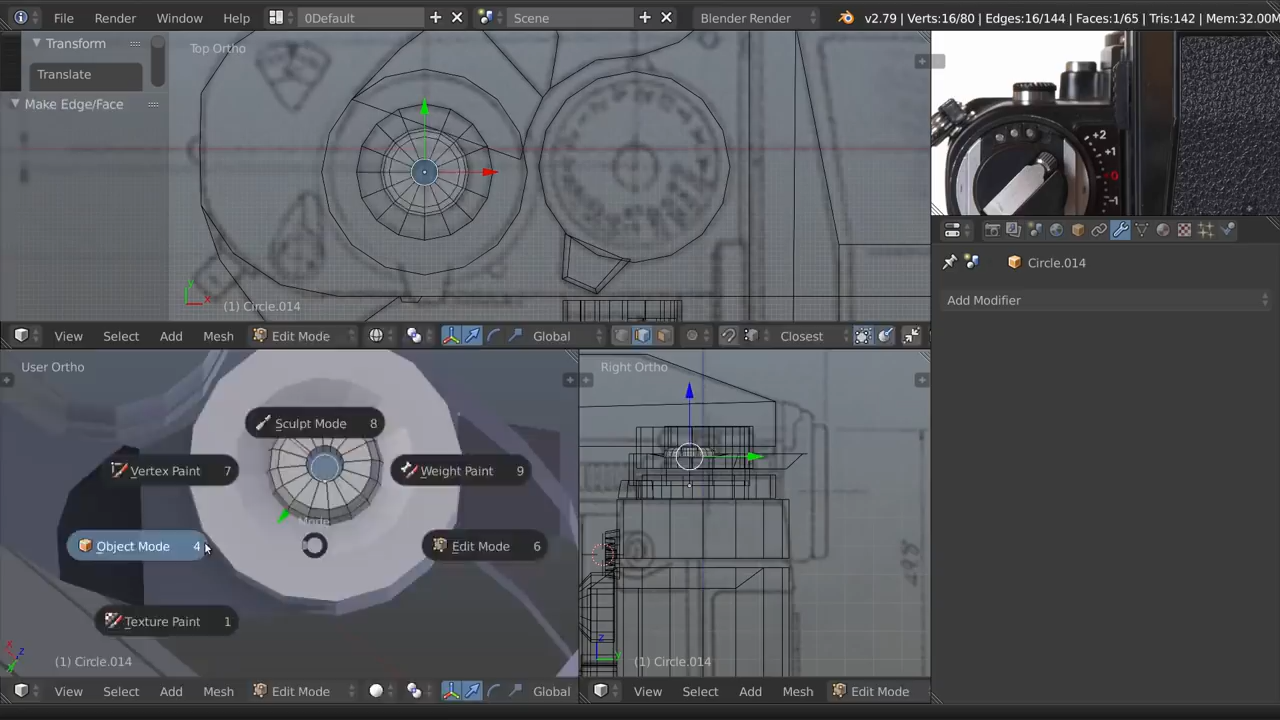 File Render Window Help 0Default Scene Blender Render v2.79 | Verts:16/80 | Edges:16/144 | Faces:1/65 | Tris:142 | Mem:32.00M
Transform
Translate
Make Edge/Face
Top Ortho
(1) Circle.014
View Select Add Mesh Edit Mode Global Closest
+2
+1
0
-1
Circle.014
Add Modifier
User Ortho
Sculpt Mode 8
Vertex Paint 7
Weight Paint 9
Mode
Object Mode 4
Edit Mode 6
Texture Paint 1
(1) Circle.014
View Select Add Mesh Edit Mode Global
Right Ortho
(1) Circle.014
View Select Add Mesh Edit Mode